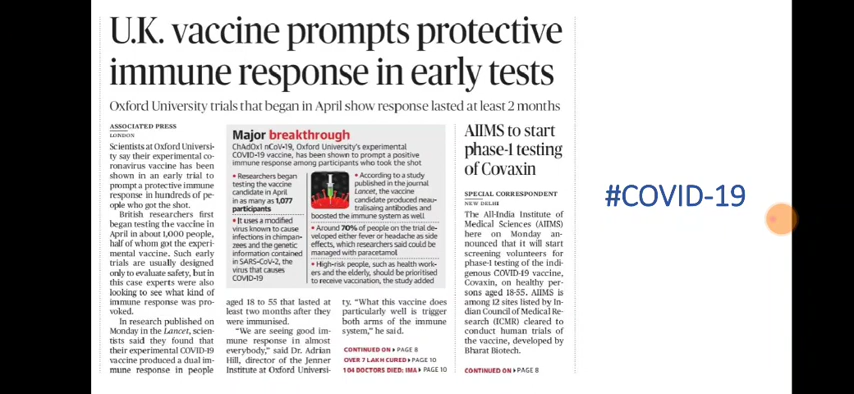 U.K. vaccine prompts protective
immune response in early tests
Oxford University trials that began in April show response lasted at least 2 months
ASSOCIATED PRESS
LONDON
Scientists at Oxford Universi-
ty say their experimental co-
ronavirus vaccine has been
shown in an early trial to
prompt a protective immune
response in hundreds of peo-
ple who got the shot.
British researchers first
began testing the vaccine in
April in about 1,000 people,
half of whom got the experi-
mental vaccine. Such early
trials are usually designed
only to evaluate safety, but in
this case experts were also
looking to see what kind of
immune response was pro-
voked.
In research published on
Monday in the Lancet, scien-
tists said they found that
their experimental COVID-19
vaccine produced a dual im-
mune response in people
Major breakthrough
ChAdOx1 nCoV-19, Oxford University's experimental
COVID-19 vaccine, has been shown to prompt a positive
immune response among participants who took the shot
• Researchers began
testing the vaccine
candidate in April
in as many as 1,077
participants
• It uses a modified
virus known to cause
infections in chimpan-
zees and the genetic
information contained
in SARS-CoV-2, the
virus that causes
COVID-19
• According to a study
published in the journal
Lancet, the vaccine
candidate produced neu-
tralising antibodies and
boosted the immune system as well
• Around 70% of people on the trial de-
veloped either fever or headache as side
effects, which researchers said could be
managed with paracetamol
• High-risk people, such as health work-
ers and the elderly, should be prioritised
to receive vaccination, the study added
aged 18 to 55 that lasted at
least two months after they
were immunised.
"We are seeing good im-
mune response in almost
everybody," said Dr. Adrian
Hill, director of the Jenner
Institute at Oxford Universi-
ty. "What this vaccine does
particularly well is trigger
both arms of the immune
system," he said.
CONTINUED ON ▸ PAGE 8
OVER 7 LAKH CURED ▸ PAGE 10
104 DOCTORS DIED: IMA ▸ PAGE 10
AIIMS to start
phase-I testing
of Covaxin
SPECIAL CORRESPONDENT
NEW DELHI
The All-India Institute of
Medical Sciences (AIIMS)
here on Monday an-
nounced that it will start
screening volunteers for
phase-1 testing of the indi-
genous COVID-19 vaccine,
Covaxin, on healthy per-
sons aged 18-55. AIIMS is
among 12 sites listed by In-
dian Council of Medical Re-
search (ICMR) cleared to
conduct human trials of
the vaccine, developed by
Bharat Biotech.
CONTINUED ON ▸ PAGE 8
#COVID-19